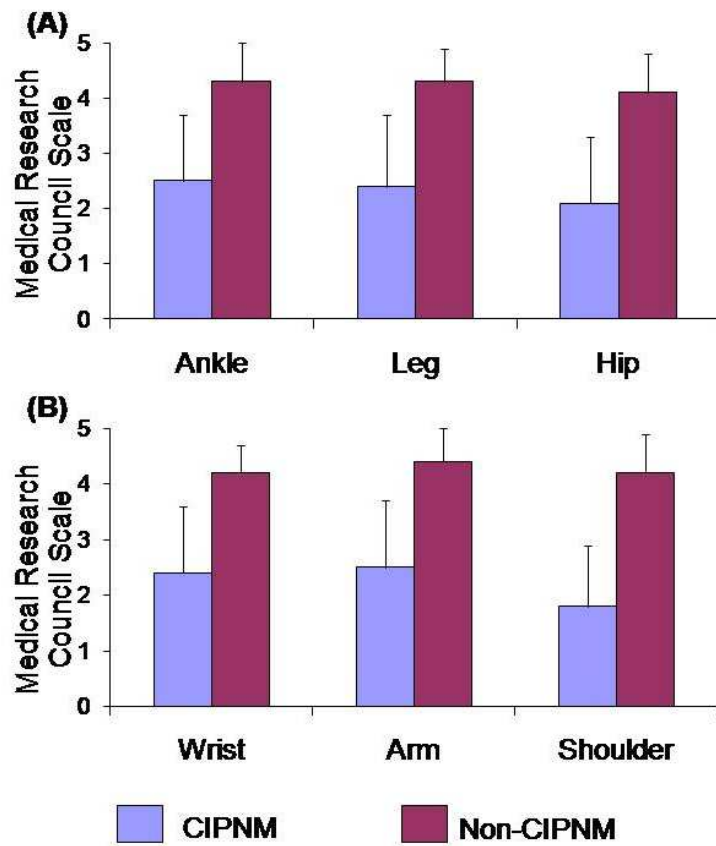 (A)
Medical Research
Council Scale
5
4
3
2
1
0
Ankle Leg Hip
(B)
Medical Research
Council Scale
5
4
3
2
1
0
Wrist Arm Shoulder
CIPNM Non-CIPNM